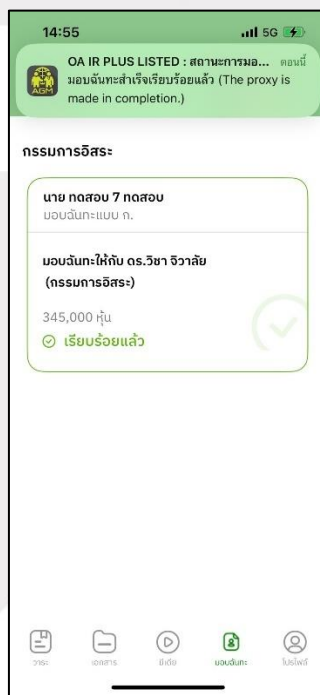 14:55
5G
OA IR PLUS LISTED : สถานะการมอ... ตอนนี้
มอบฉันทะสำเร็จเรียบร้อยแล้ว (The proxy is
made in completion.)
AGM
กรรมการอิสระ
นาย ทดสอบ 7 ทดสอบ
มอบฉันทะแบบ ก.
มอบฉันทะให้กับ ดร.วิชา จิวาลัย
(กรรมการอิสระ)
345,000 หุ้น
เรียบร้อยแล้ว
วาระ เอกสาร มีเดีย มอบฉันทะ โปรไฟล์